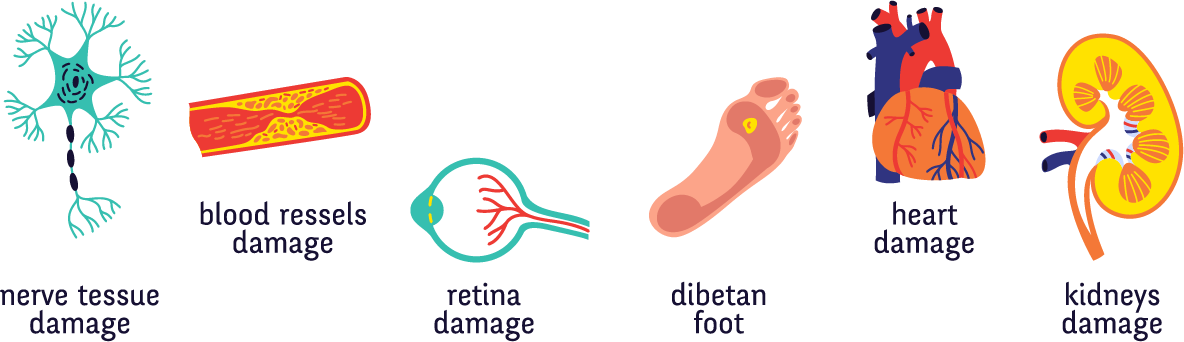 nerve tessue
damage
blood ressels
damage
retina
damage
dibetan
foot
heart
damage
kidneys
damage